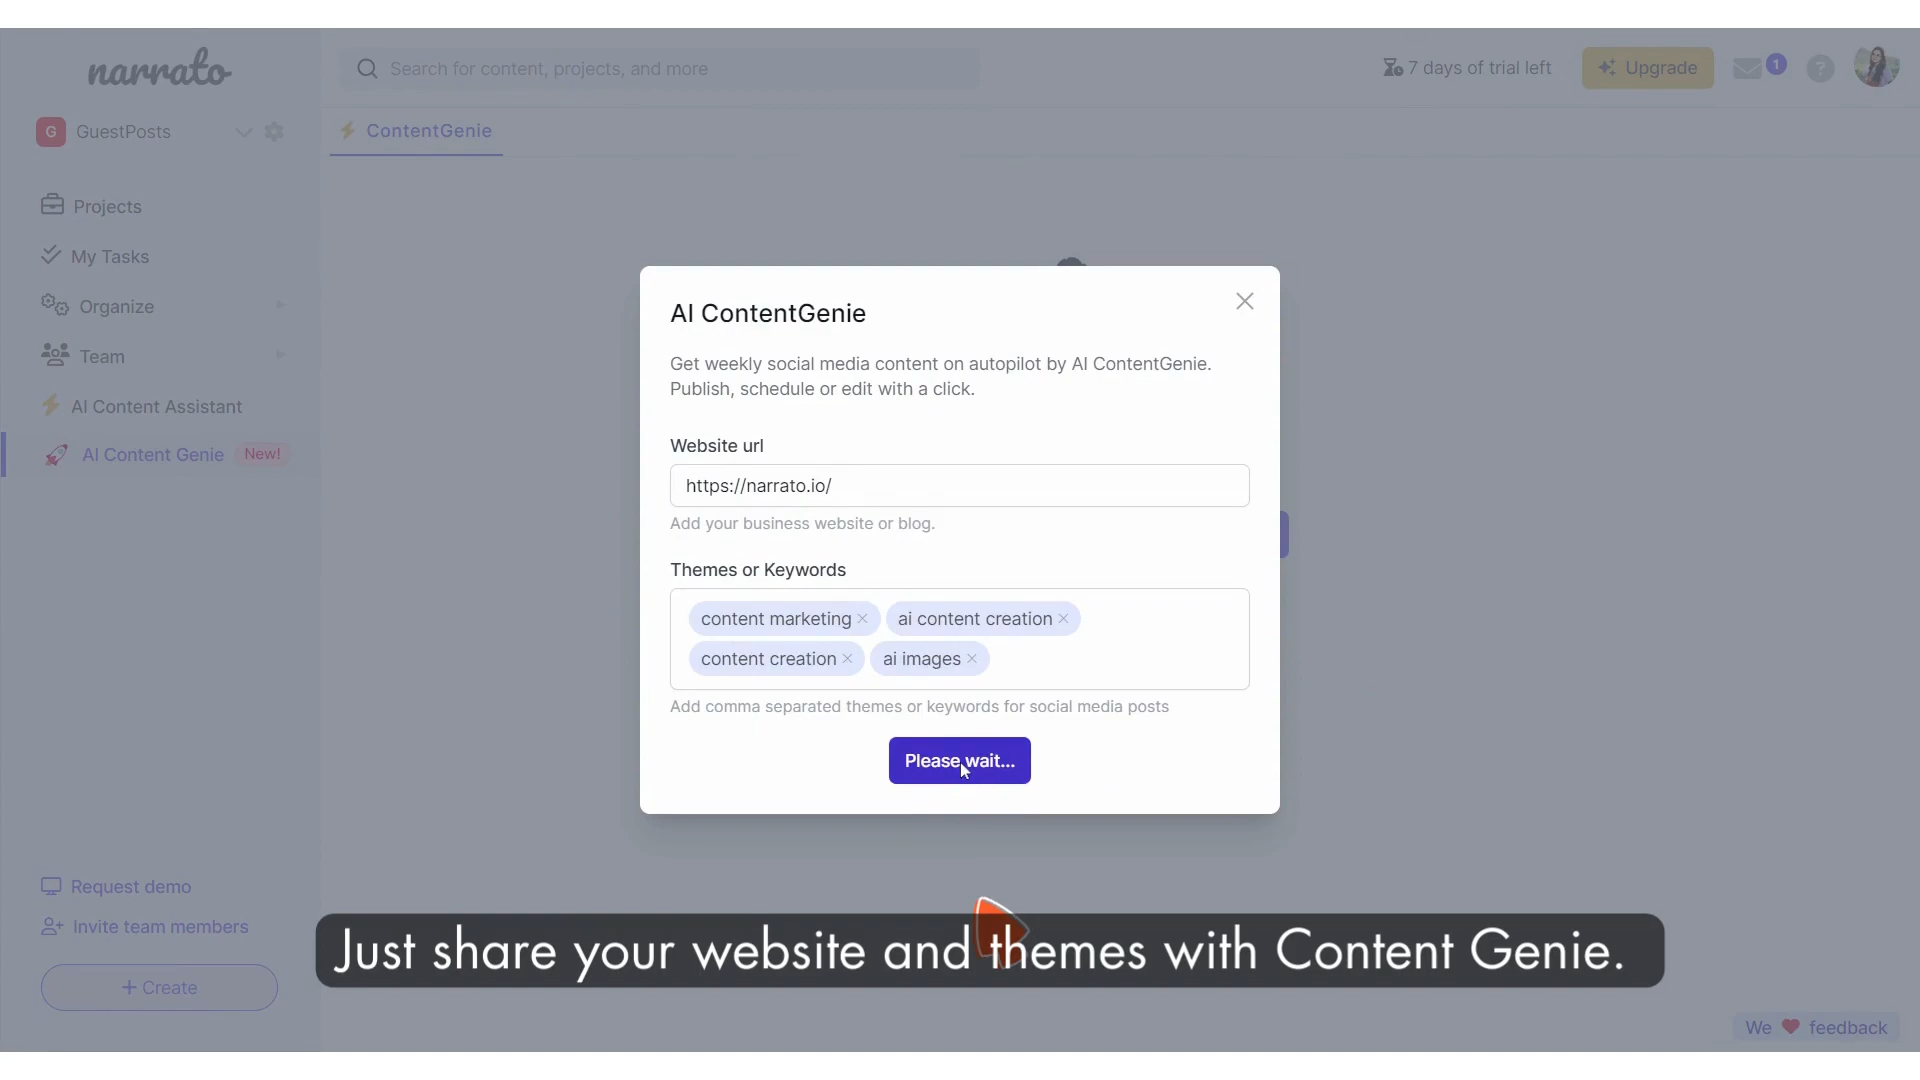 narrato
Search for content, projects, and more
7 days of trial left
Upgrade
1
?
G
GuestPosts
ContentGenie
Projects
My Tasks
Organize
Team
AI Content Assistant
AI Content Genie
New!
AI ContentGenie
Get weekly social media content on autopilot by AI ContentGenie.
Publish, schedule or edit with a click.
Website url
https://narrato.io/
Add your business website or blog.
Themes or Keywords
content marketing × ai content creation ×
content creation × ai images ×
Add comma separated themes or keywords for social media posts
Please wait...
Request demo
Invite team members
+ Create
Just share your website and themes with Content Genie.
We ❤ feedback